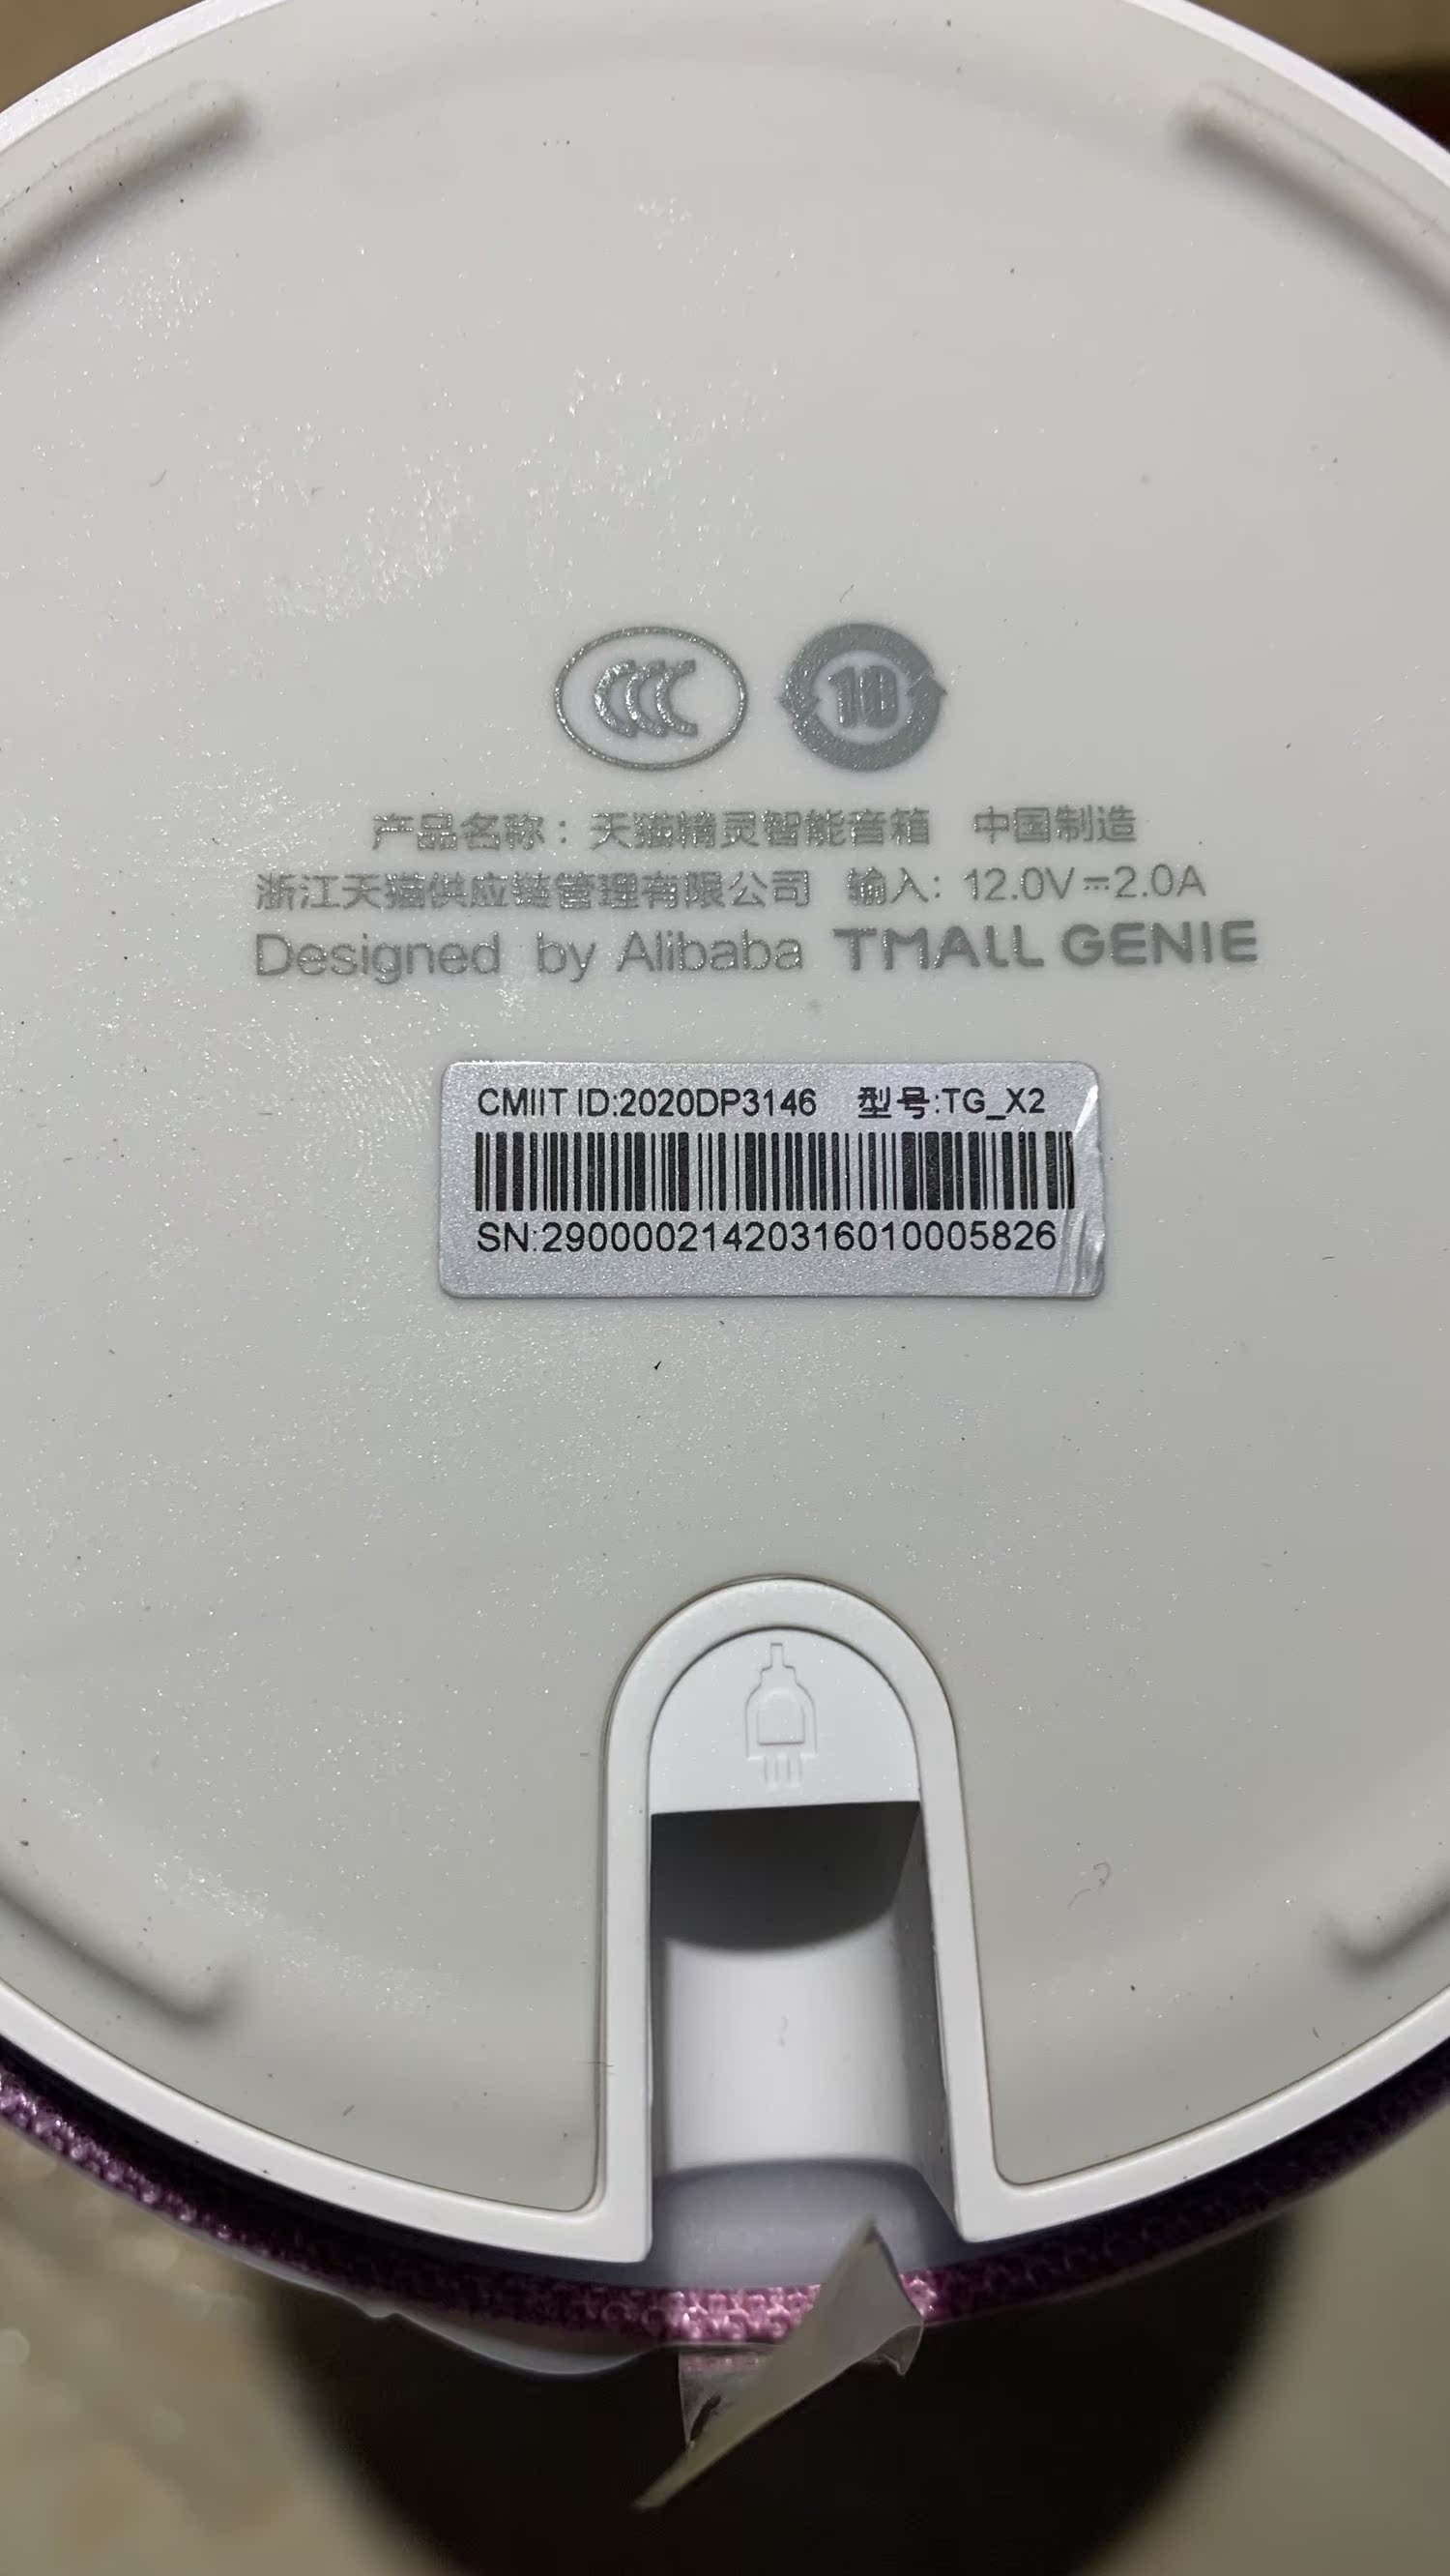 CCC 10
产品名称：天猫精灵智能音箱 中国制造
浙江天猫供应链管理有限公司 输入: 12.0V⎓2.0A
Designed by Alibaba TMALL GENIE
CMIIT ID:2020DP3146 型号:TG_X2
SN:29000021420316010005826